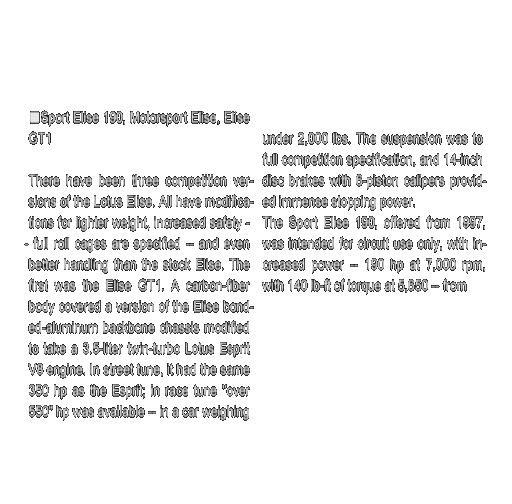 Sport Elise 190, Motorsport Elise, Elise
GT1
There have been three competition ver-
sions of the Lotus Elise. All have modifica-
tions for lighter weight, increased safety -
- full roll cages are specified – and even
better handling than the stock Elise. The
first was the Elise GT1. A carbon-fiber
body covered a version of the Elise bond-
ed-aluminum backbone chassis modified
to take a 3.5-liter twin-turbo Lotus Esprit
V8 engine. In street tune, it had the same
350 hp as the Esprit; in race tune "over
550" hp was available – in a car weighing
under 2,800 lbs. The suspension was to
full competition specification, and 14-inch
disc brakes with 6-piston calipers provid-
ed immense stopping power.
The Sport Elise 190, offered from 1997,
was intended for circuit use only, with in-
creased power – 190 hp at 7,000 rpm,
with 140 lb-ft of torque at 5,650 – from